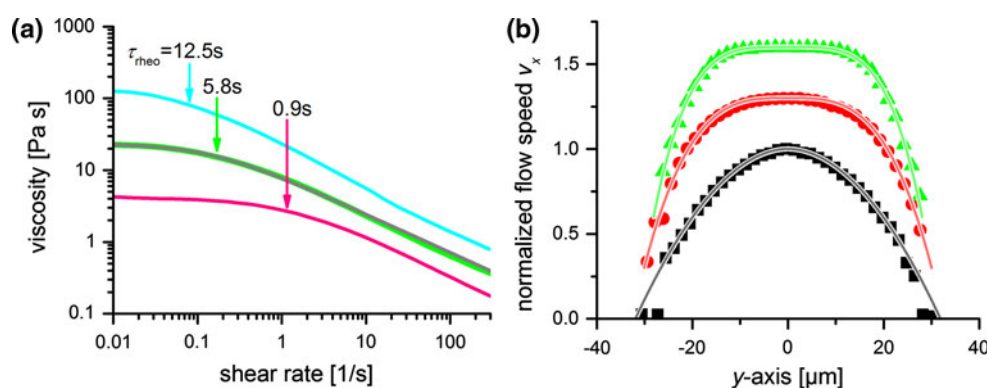 (a)
1000
100
10
1
0.1
viscosity [Pa s]
τrheo=12.5s
5.8s
0.9s
0.01
0.1
1
10
100
shear rate [1/s]
(b)
1.5
1.0
0.5
0.0
normalized flow speed vx
-40
-20
0
20
40
y-axis [µm]